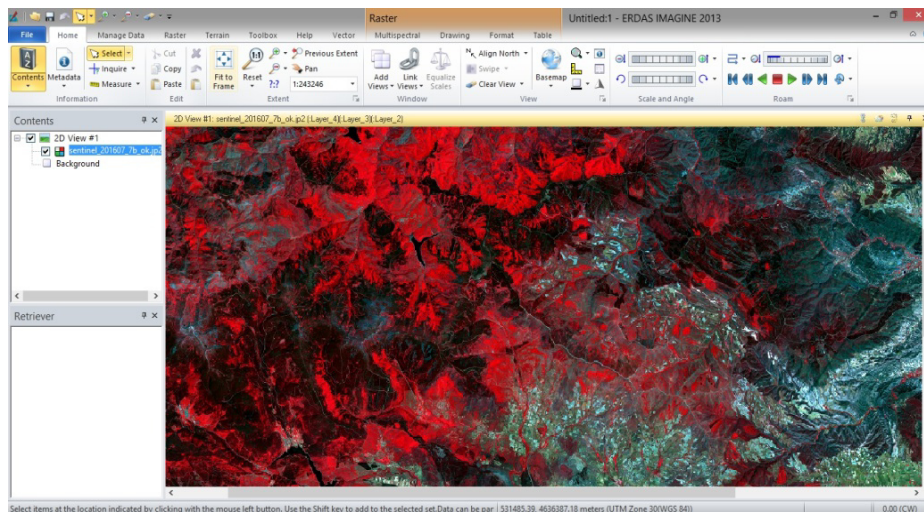 Raster
Untitled:1 - ERDAS IMAGINE 2013
File Home Manage Data Raster Terrain Toolbox Help Vector Multispectral Drawing Format Table
Contents
Metadata
Select
Inquire
Measure
Information
Cut
Copy
Paste
Edit
Fit to Frame
Reset
1:1
?.?
Previous Extent
Pan
1:243246
Extent
Add Views
Link Views
Equalize Scales
Window
Align North
Swipe
Clear View
Basemap
View
Scale and Angle
Roam
Contents
2D View #1
sentinel_201607_7b_ok.jp2
Background
Retriever
2D View #1: sentinel_201607_7b_ok.jp2 (:Layer_4)(:Layer_3)(:Layer_2)
Select items at the location indicated by clicking with the mouse left button. Use the Shift key to add to the selected set.Data can be par
531485.39, 4636387.18 meters (UTM Zone 30(WGS 84))
0.00 (CW)